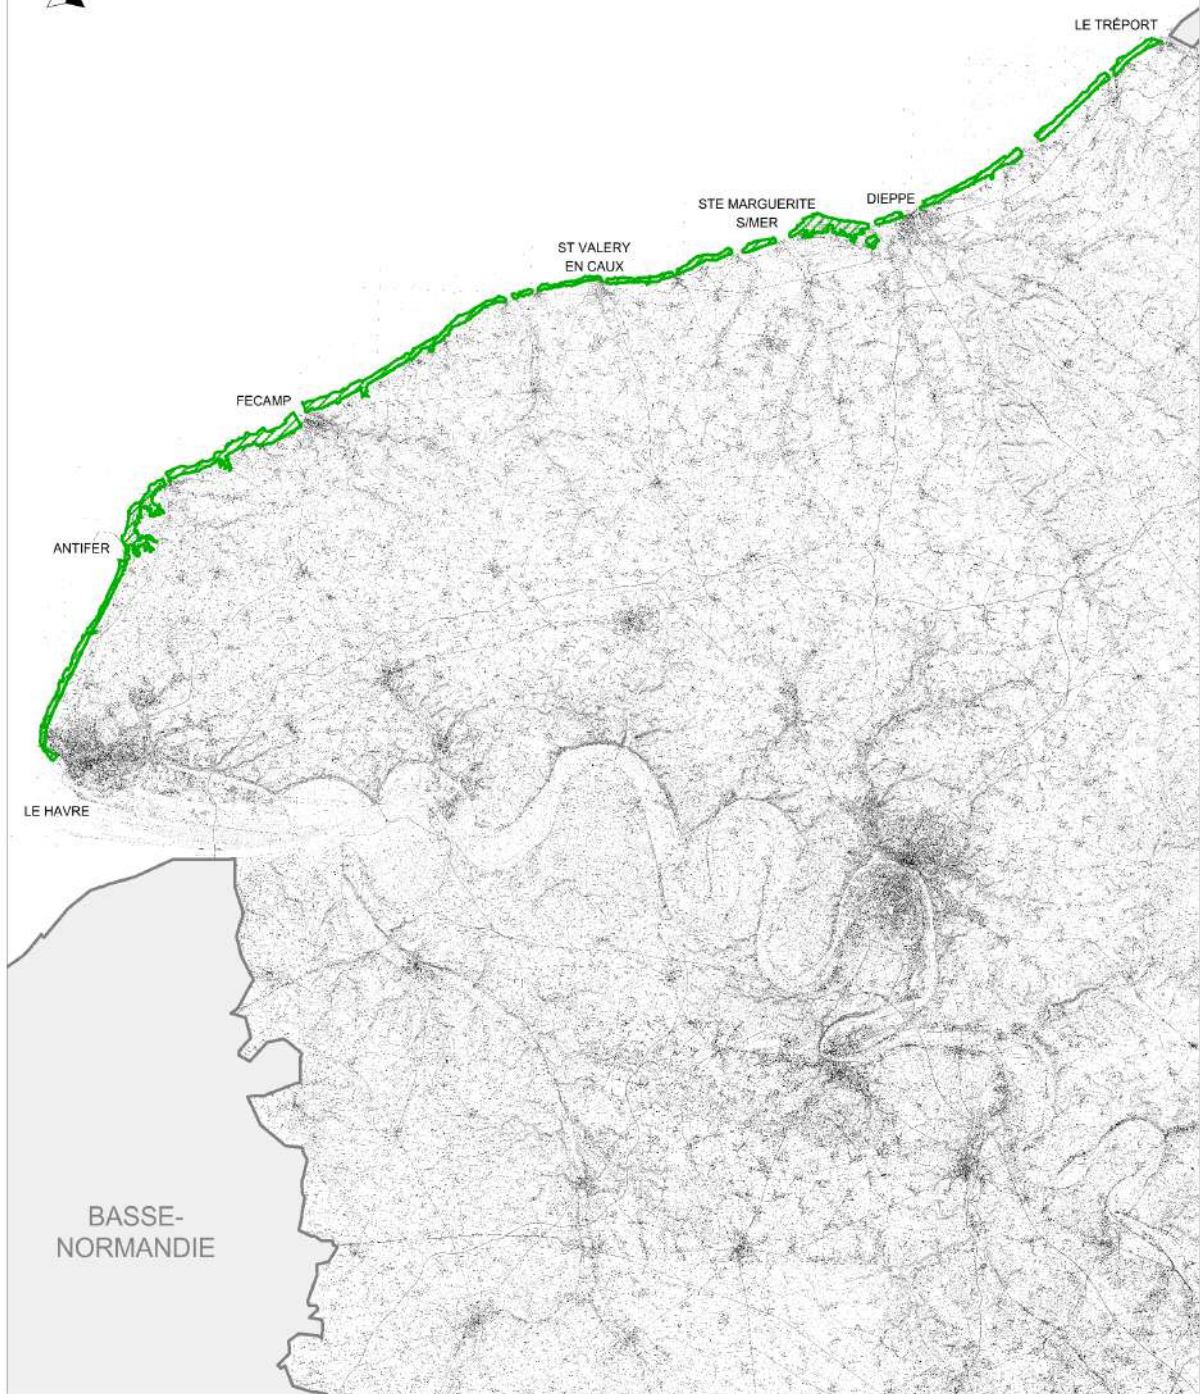 LE TRÉPORT
DIEPPE
STE MARGUERITE
S/MER
ST VALERY
EN CAUX
FECAMP
ANTIFER
LE HAVRE
BASSE-
NORMANDIE